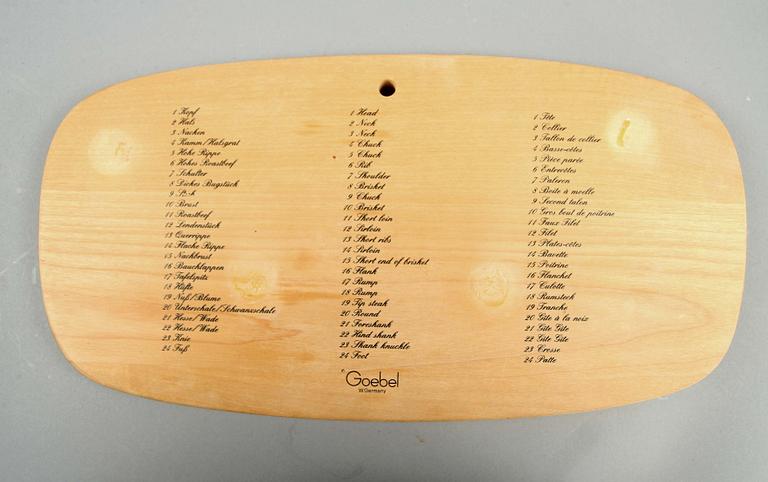 1 Kopf
2 Hals
3 Nacken
4 Kamm/Halsgrat
5 Hohe Rippe
6 Hohes Roastbeef
7 Schulter
8 Dickes Bugstück
9
10 Brust
11 Roastbeef
12 Lendenstück
13 Querrippe
14 Flache Rippe
15 Nachbrust
16 Bauchlappen
17 Tafelspitz
18 Hüfte
19 Nuß/Blume
20 Unterschale/Schwanzschale
21 Hesse/Wade
22 Hesse/Wade
23 Knie
24 Fuß
1 Head
2 Neck
3 Neck
4 Chuck
5 Chuck
6 Rib
7 Shoulder
8 Brisket
9 Chuck
10 Brisket
11 Short loin
12 Sirloin
13 Short ribs
14 Sirloin
15 Short end of brisket
16 Flank
17 Rump
18 Rump
19 Tip steak
20 Round
21 Foreshank
22 Hind shank
23 Shank knuckle
24 Foot
1 Tête
2 Collier
3 Tallon de collier
4 Basse-côtes
5 Pièce parée
6 Entrecôtes
7 Paleron
8 Boite à moelle
9 Second talon
10 Gros bout de poitrine
11 Faux Filet
12 Filet
13 Plates-côtes
14 Bavette
15 Poitrine
16 Flanchet
17 Culotte
18 Rumsteck
19 Tranche
20 Gîte à la noix
21 Gîte Gîte
22 Gîte Gîte
23 Crosse
24 Patte
Goebel
W.Germany